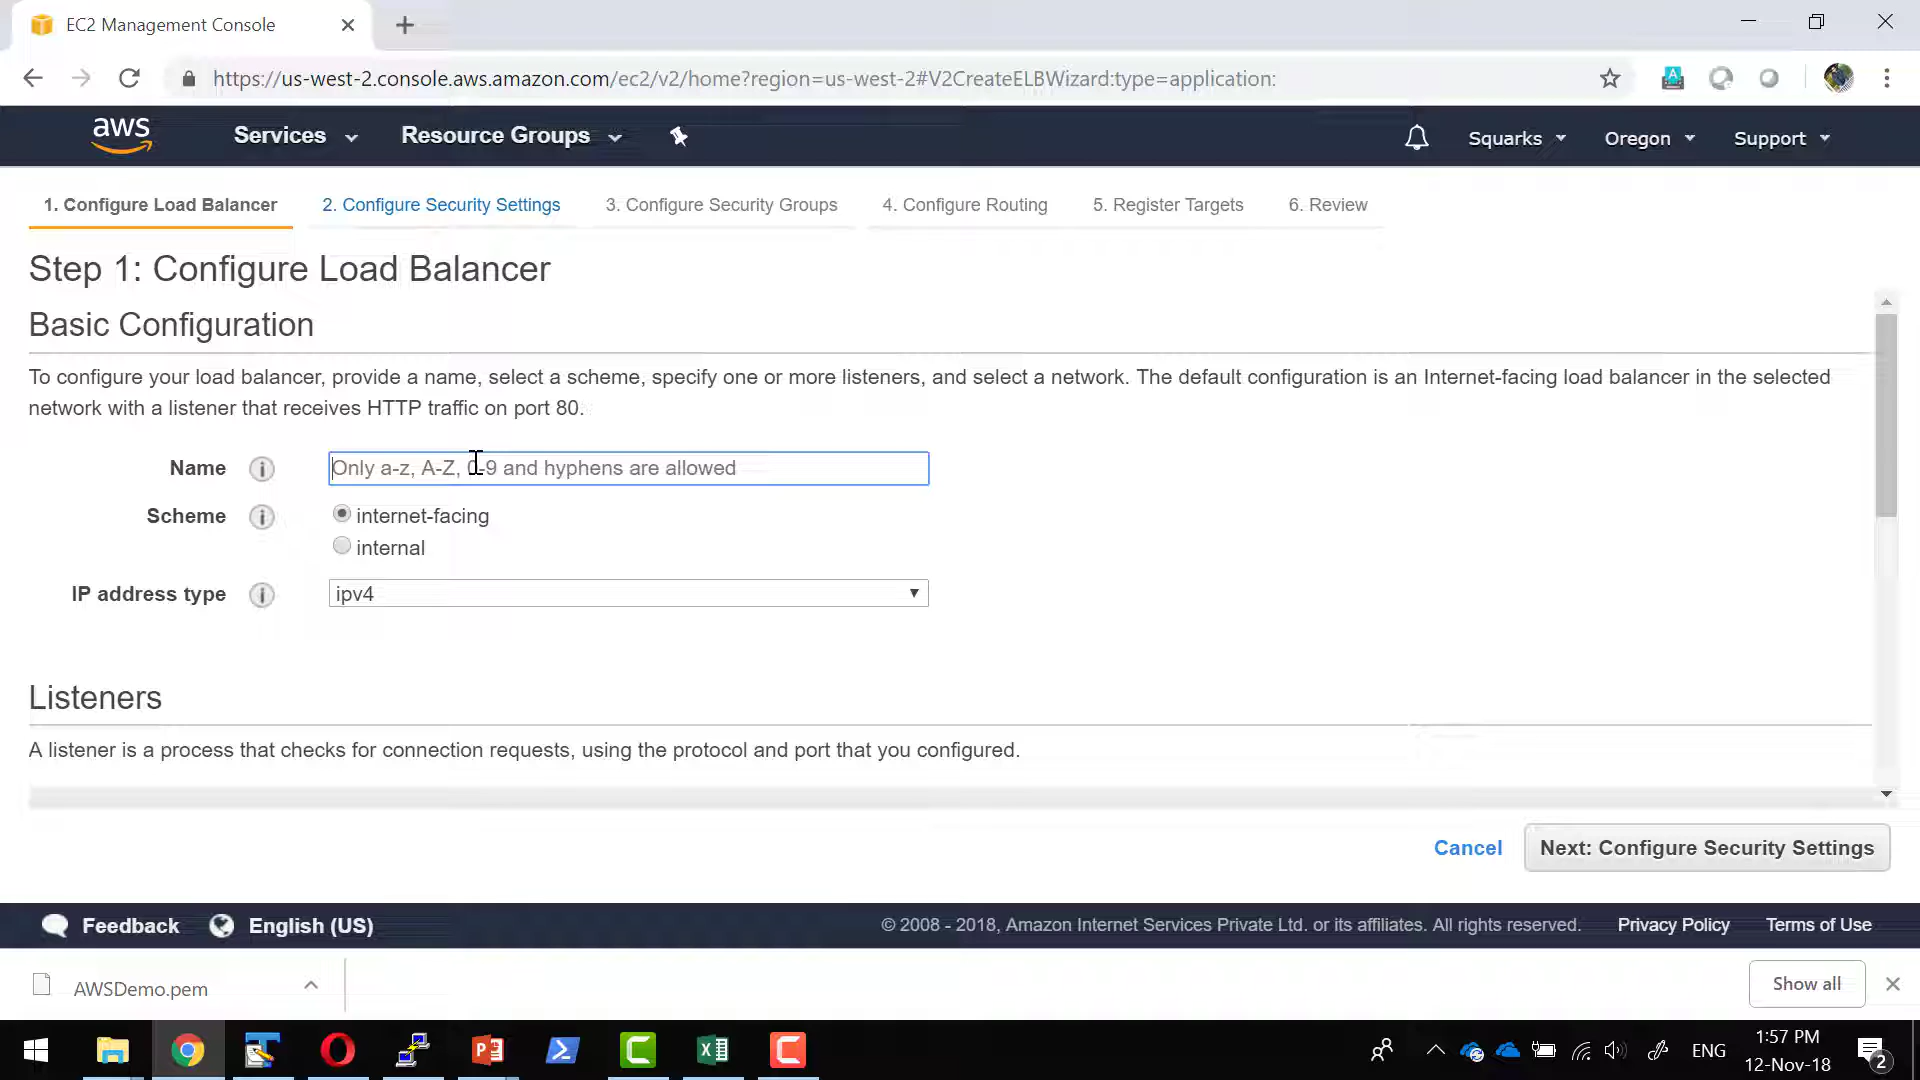 EC2 Management Console
https://us-west-2.console.aws.amazon.com/ec2/v2/home?region=us-west-2#V2CreateELBWizard:type=application:
aws Services Resource Groups Squarks Oregon Support
1. Configure Load Balancer 2. Configure Security Settings 3. Configure Security Groups 4. Configure Routing 5. Register Targets 6. Review
Step 1: Configure Load Balancer
Basic Configuration
To configure your load balancer, provide a name, select a scheme, specify one or more listeners, and select a network. The default configuration is an Internet-facing load balancer in the selected
network with a listener that receives HTTP traffic on port 80.
Name Only a-z, A-Z, 0-9 and hyphens are allowed
Scheme internet-facing
internal
IP address type ipv4
Listeners
A listener is a process that checks for connection requests, using the protocol and port that you configured.
Cancel Next: Configure Security Settings
Feedback English (US) © 2008 - 2018, Amazon Internet Services Private Ltd. or its affiliates. All rights reserved. Privacy Policy Terms of Use
AWSDemo.pem Show all
ENG 1:57 PM
12-Nov-18 2